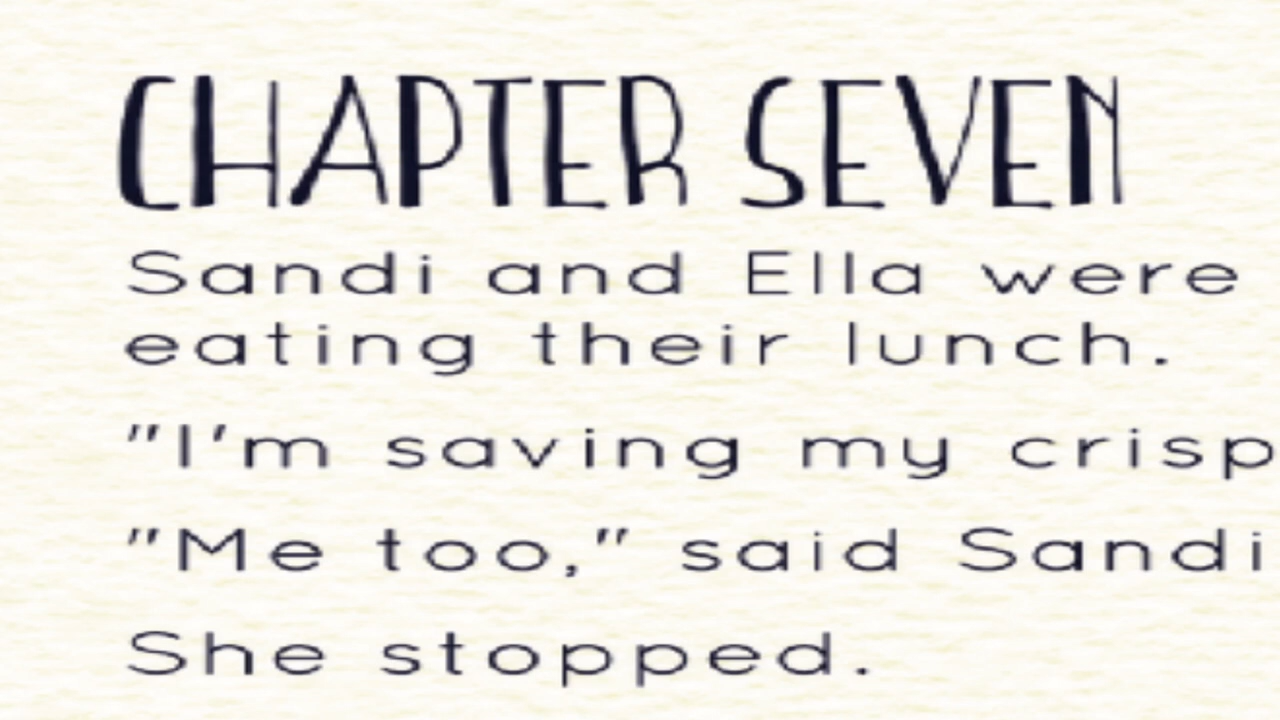 CHAPTER SEVEN
Sandi and Ella were
eating their lunch.
"I'm saving my crisp
"Me too," said Sandi
She stopped.